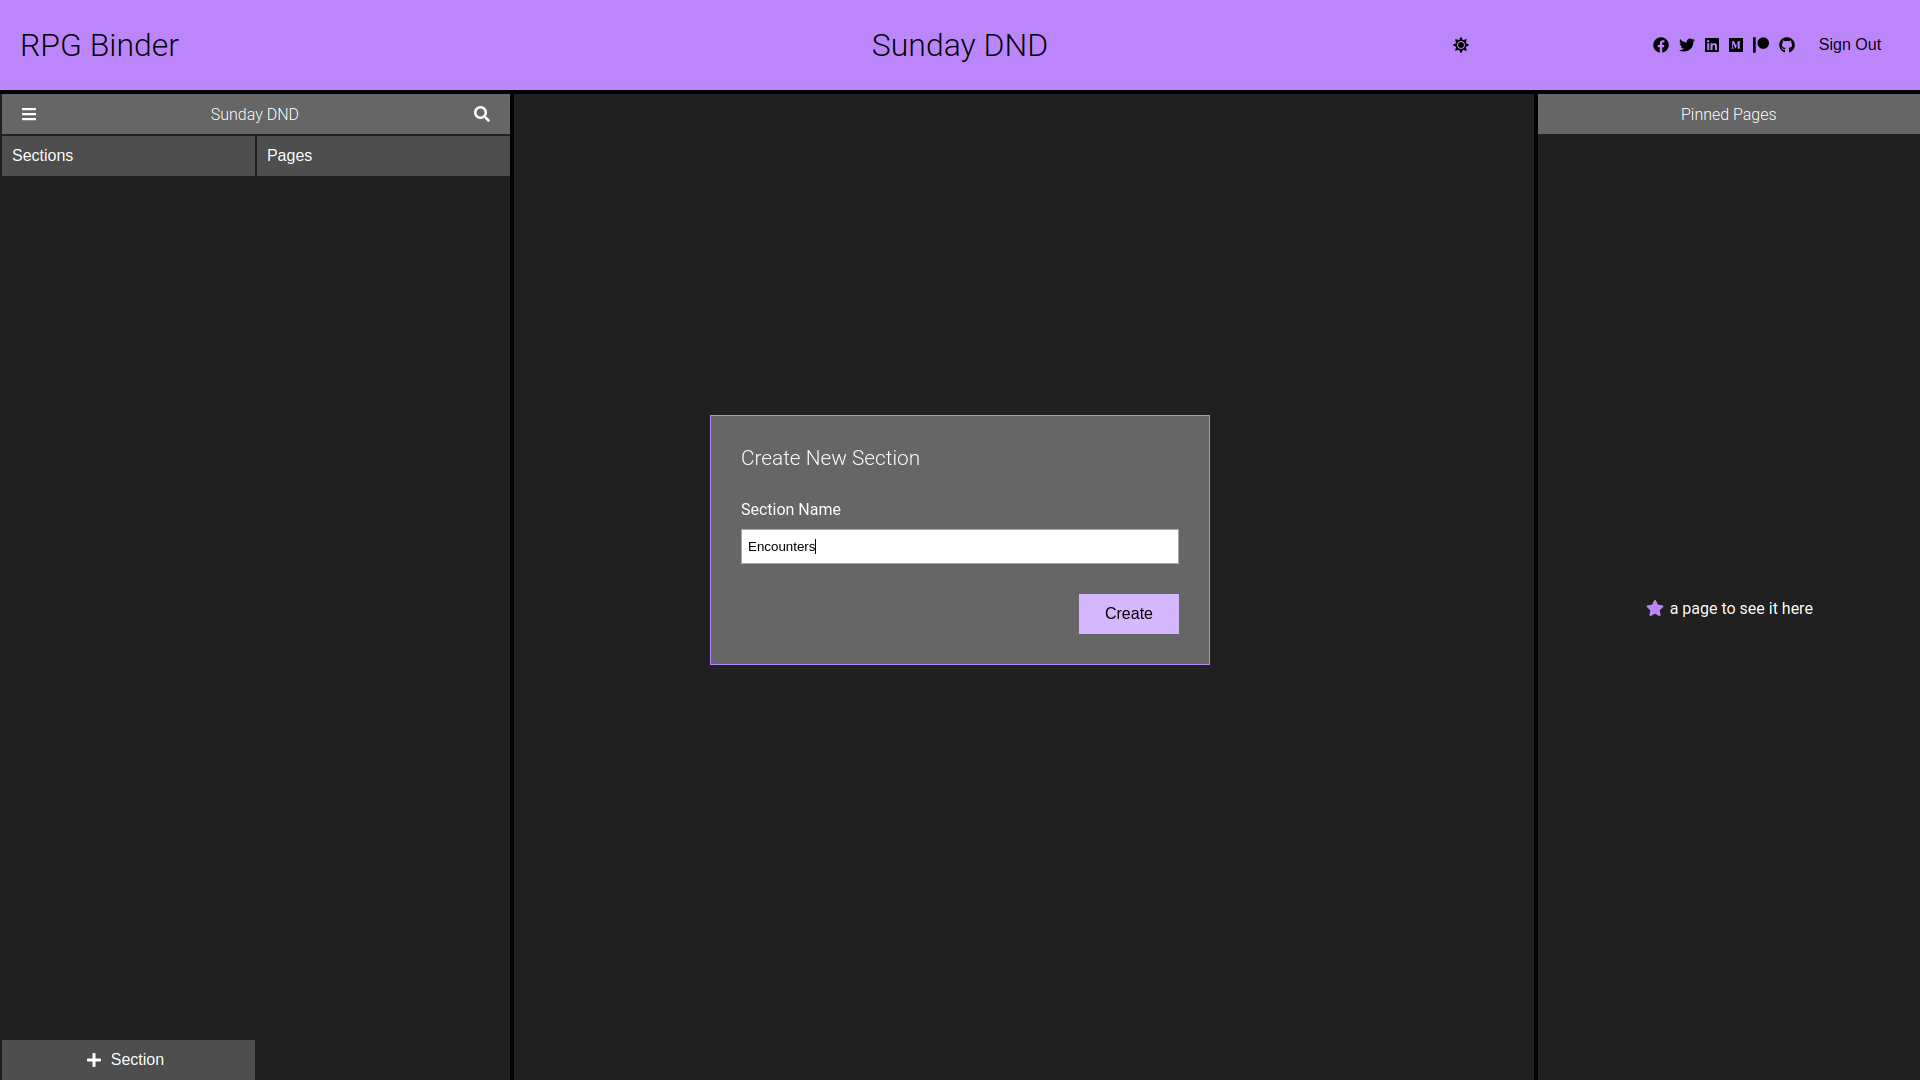 RPG Binder
Sunday DND
Sign Out
Sunday DND
Pinned Pages
Sections
Pages
Create New Section
Section Name
Encounters
Create
a page to see it here
Section